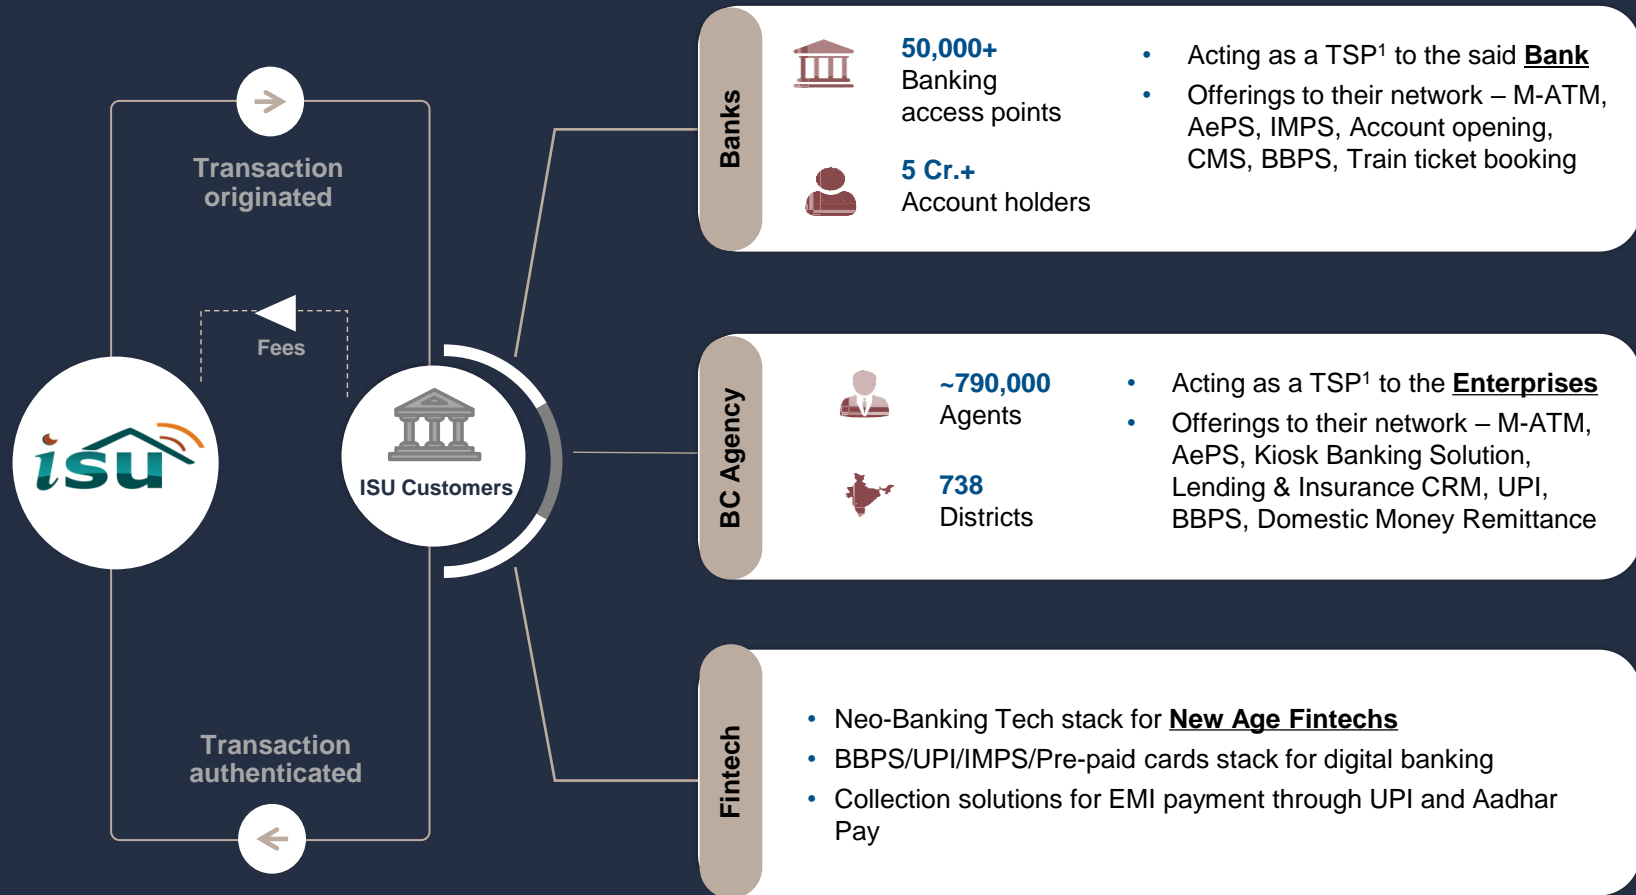 Transaction
originated
Fees
isu
ISU Customers
Transaction
authenticated
Banks
50,000+
Banking
access points
5 Cr.+
Account holders
• Acting as a TSP¹ to the said Bank
• Offerings to their network – M-ATM,
AePS, IMPS, Account opening,
CMS, BBPS, Train ticket booking
BC Agency
~790,000
Agents
738
Districts
• Acting as a TSP¹ to the Enterprises
• Offerings to their network – M-ATM,
AePS, Kiosk Banking Solution,
Lending & Insurance CRM, UPI,
BBPS, Domestic Money Remittance
Fintech
• Neo-Banking Tech stack for New Age Fintechs
• BBPS/UPI/IMPS/Pre-paid cards stack for digital banking
• Collection solutions for EMI payment through UPI and Aadhar
Pay